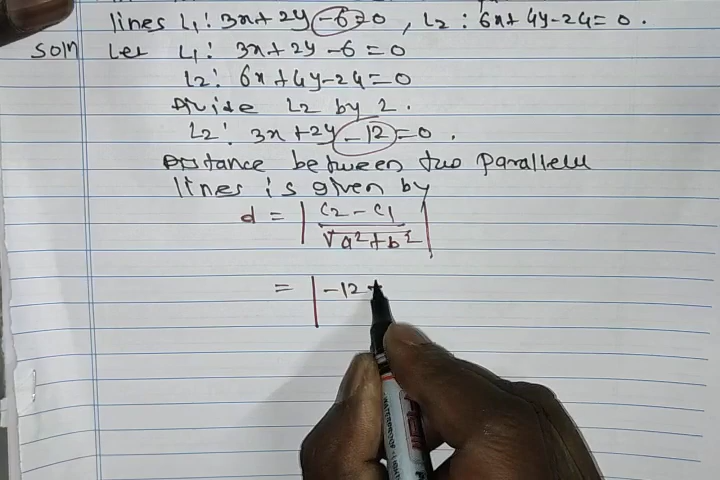 lines L₁: 3x+2y-6=0, L₂: 6x+4y-24=0.
Soln Let L₁: 3x+2y-6=0
L₂: 6x+4y-24=0
Divide L₂ by 2.
L₂: 3x+2y-12=0.
Distance between two parallel
lines is given by
d = | c₂-c₁ / √a²+b² |
= | -12+
WATERPROOF